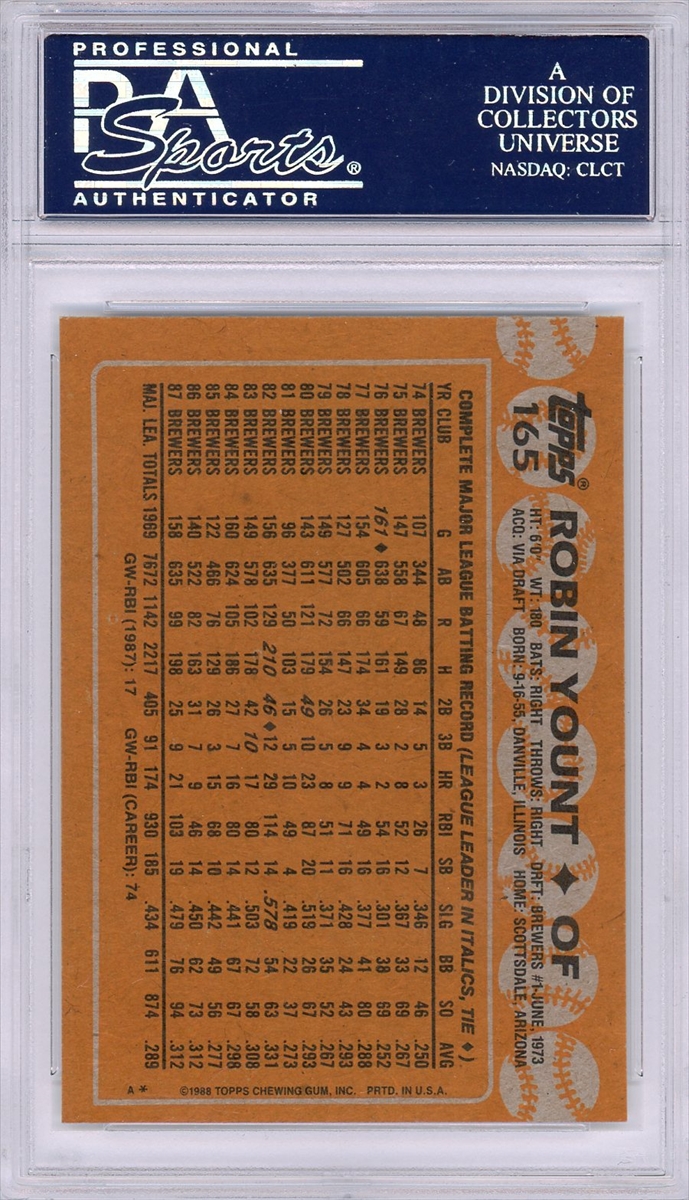 PROFESSIONAL
PSA
Sports®
AUTHENTICATOR
A
DIVISION OF
COLLECTORS
UNIVERSE
NASDAQ: CLCT
topps®
165
ROBIN YOUNT ♦ OF
HT: 6'0" WT: 180 BATS: RIGHT THROWS: RIGHT DRFT: BREWERS #1-JUNE, 1973
ACQ: VIA DRAFT BORN: 9-16-55, DANVILLE, ILLINOIS HOME: SCOTTSDALE, ARIZONA
COMPLETE MAJOR LEAGUE BATTING RECORD (LEAGUE LEADER IN ITALICS, TIE ♦)
YR CLUB G AB R H 2B 3B HR RBI SB SLG BB SO AVG
74 BREWERS 107 344 48 86 14 5 3 26 7 .346 12 46 .250
75 BREWERS 147 558 67 149 28 2 8 52 12 .367 33 69 .267
76 BREWERS 161♦ 638 59 161 19 3 2 54 16 .301 38 69 .252
77 BREWERS 154 605 66 174 34 4 4 49 16 .377 41 80 .288
78 BREWERS 127 502 66 147 23 9 9 71 16 .428 24 43 .293
79 BREWERS 149 577 72 154 26 5 8 51 11 .371 35 52 .267
80 BREWERS 143 611 121 179 49 10 23 87 20 .519 26 67 .293
81 BREWERS 96 377 50 103 15 5 10 49 4 .419 22 37 .273
82 BREWERS 156 635 129 210 46♦ 12 29 114 14 .578 54 63 .331
83 BREWERS 149 578 102 178 42 10 17 80 12 .503 72 58 .308
84 BREWERS 160 624 105 186 27 7 16 80 14 .441 67 67 .298
85 BREWERS 122 466 76 129 26 3 15 68 10 .442 49 56 .277
86 BREWERS 140 522 82 163 31 7 9 46 14 .450 62 73 .312
87 BREWERS 158 635 99 198 25 9 21 103 19 .479 76 94 .312
MAJ. LEA. TOTALS 1969 7672 1142 2217 405 91 174 930 185 .434 611 874 .289
GW-RBI (1987): 17 GW-RBI (CAREER): 74
A * ©1988 TOPPS CHEWING GUM, INC. PRTD. IN U.S.A.